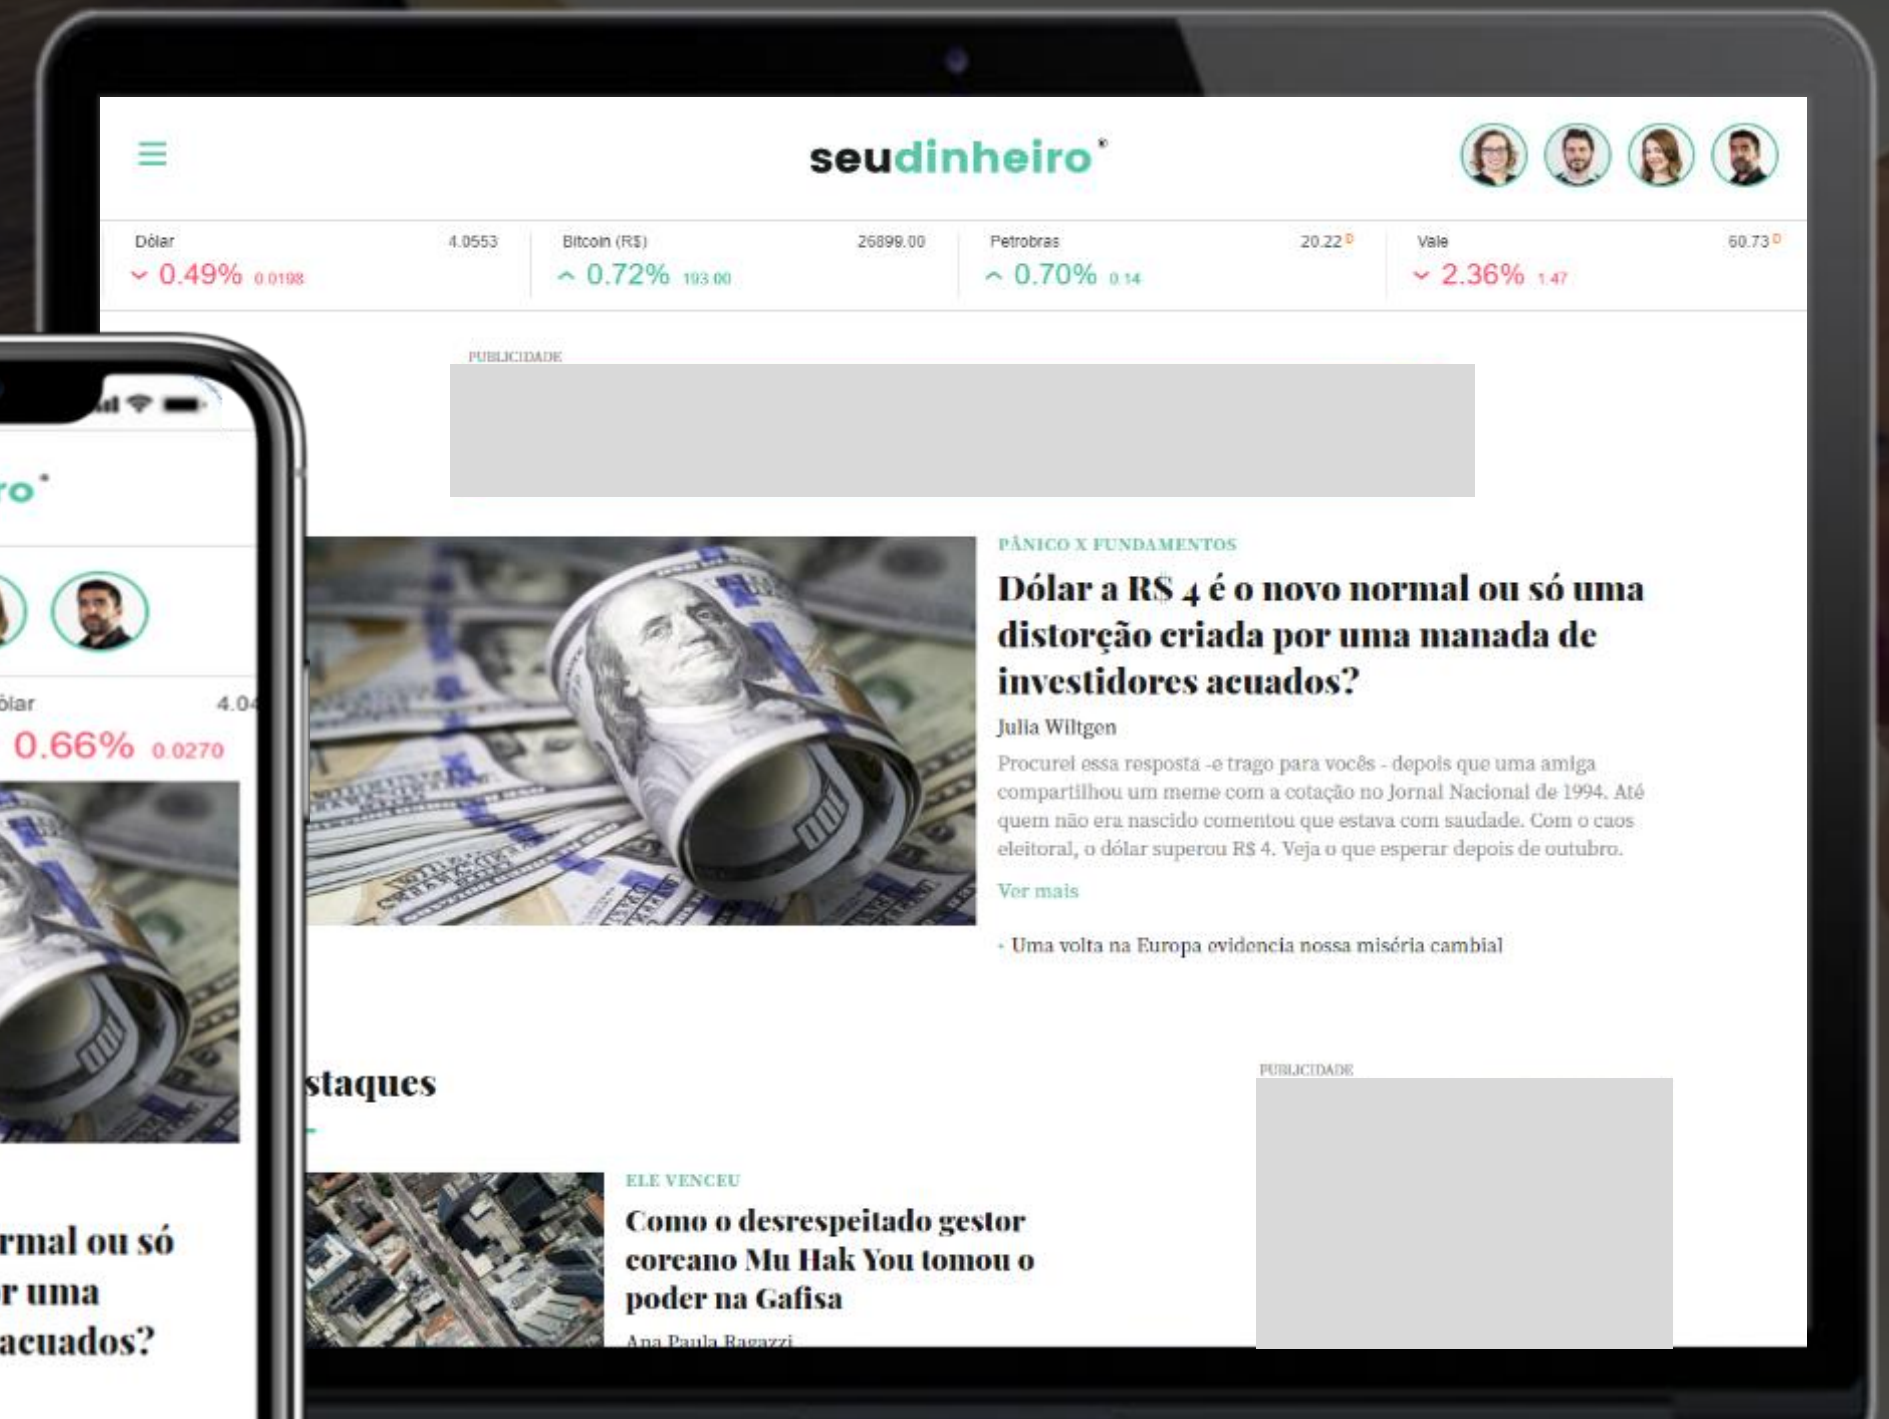 seudinheiro
Dólar 4.0553
0.49% 0.0198
Bitcoin (R$) 26899.00
0.72% 193.00
Petrobras 20.22 D
0.70% 0.14
Vale 60.73 D
2.36% 1.47
PUBLICIDADE
PÂNICO X FUNDAMENTOS
Dólar a R$ 4 é o novo normal ou só uma
distorção criada por uma manada de
investidores acuados?
Julia Wiltgen
Procurei essa resposta -e trago para vocês - depois que uma amiga
compartilhou um meme com a cotação no Jornal Nacional de 1994. Até
quem não era nascido comentou que estava com saudade. Com o caos
eleitoral, o dólar superou R$ 4. Veja o que esperar depois de outubro.
Ver mais
- Uma volta na Europa evidencia nossa miséria cambial
staques
PUBLICIDADE
ELE VENCEU
Como o desrespeitado gestor
coreano Mu Hak You tomou o
poder na Gafisa
Ana Paula Ragazzi
ro
ólar 4.04
0.66% 0.0270
rmal ou só
r uma
acuados?